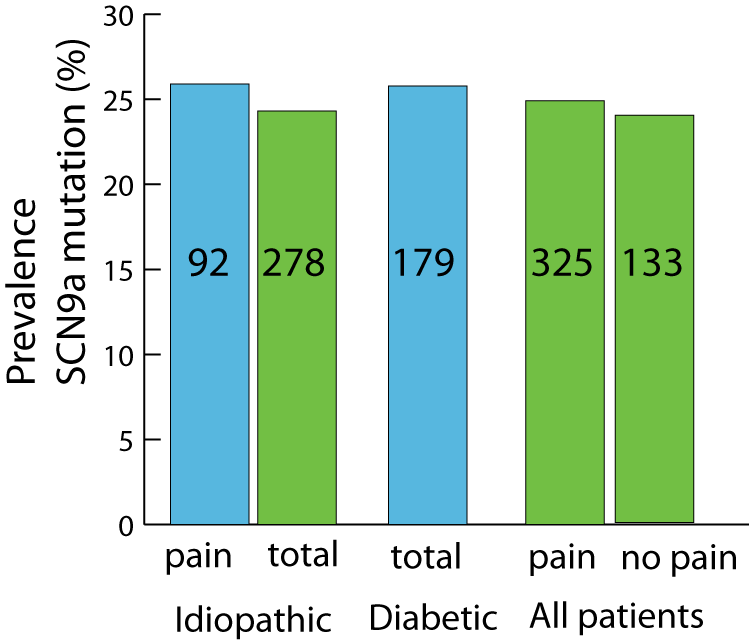 30
25
20
15
10
5
0
Prevalence
SCN9a mutation (%)
92
278
179
325
133
pain
total
total
pain
no pain
Idiopathic
Diabetic
All patients